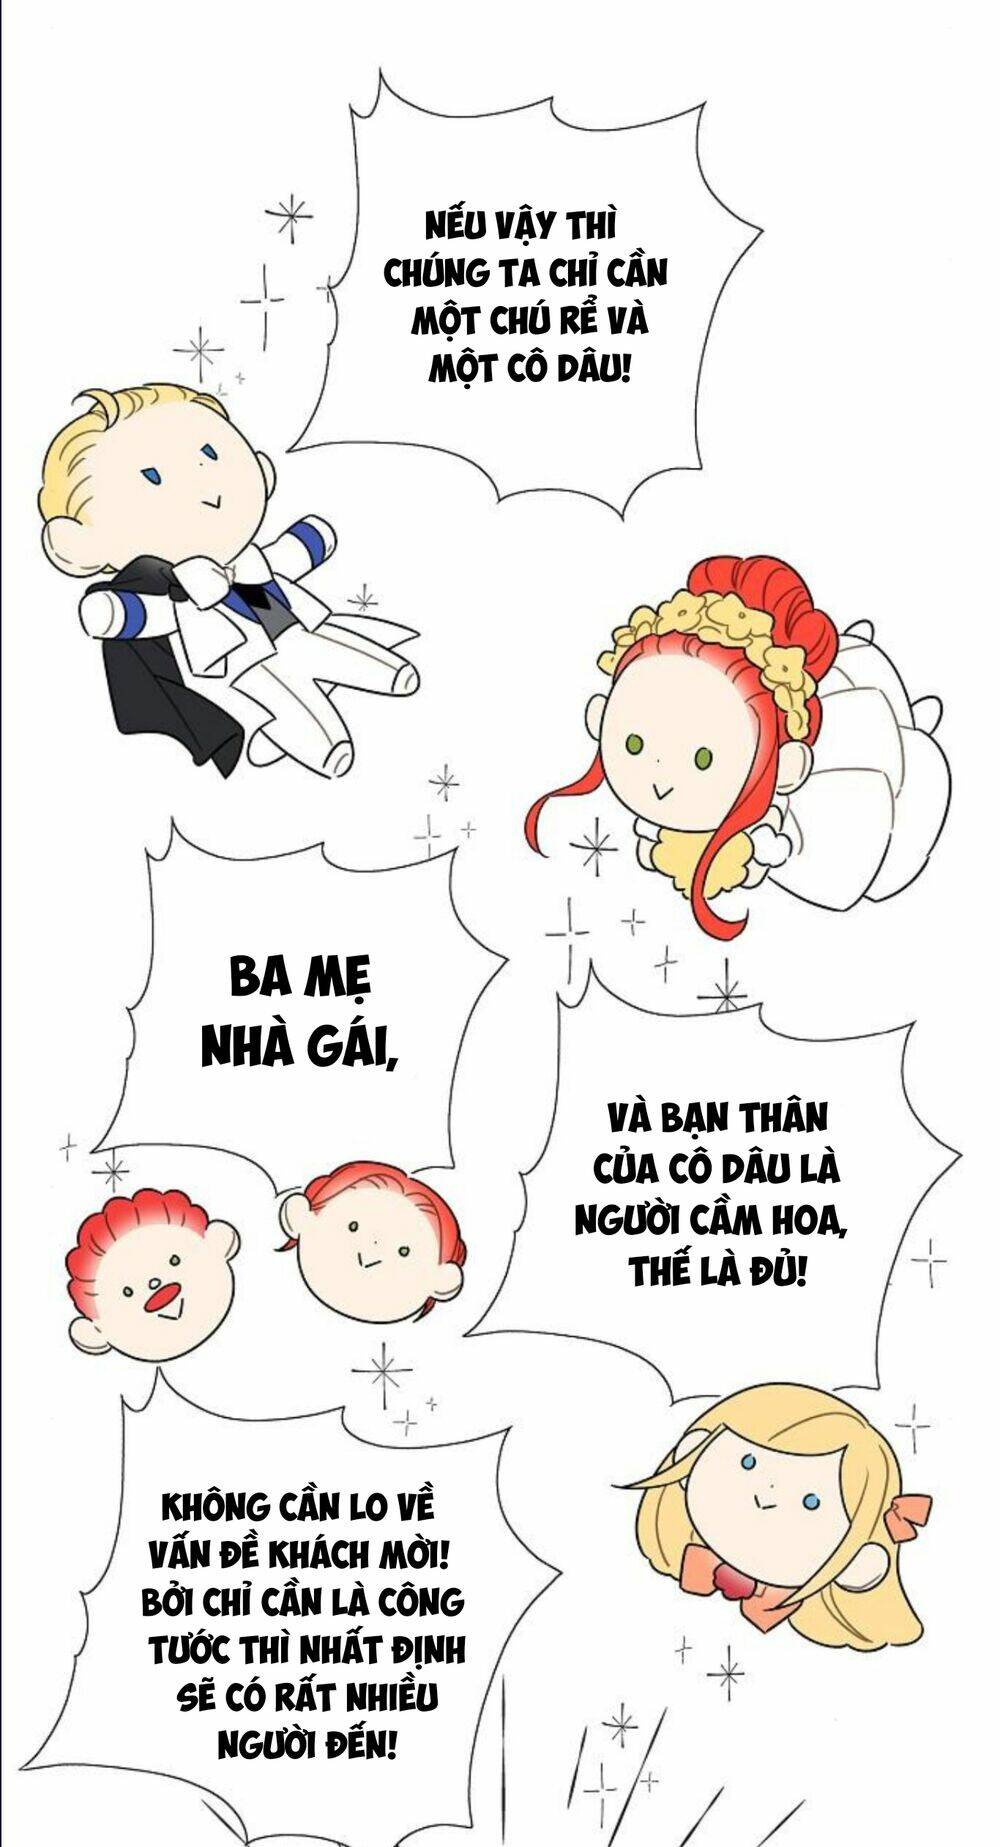 NẾU VẬY THÌ
CHÚNG TA CHỈ CẦN
MỘT CHÚ RỂ VÀ
MỘT CÔ DÂU!
BA MẸ
NHÀ GÁI,
VÀ BẠN THÂN
CỦA CÔ DÂU LÀ
NGƯỜI CẦM HOA,
THẾ LÀ ĐỦ!
KHÔNG CẦN LO VỀ
VẤN ĐỀ KHÁCH MỜI!
BỞI CHỈ CẦN LÀ CÔNG
TƯỚC THÌ NHẤT ĐỊNH
SẼ CÓ RẤT NHIỀU
NGƯỜI ĐẾN!